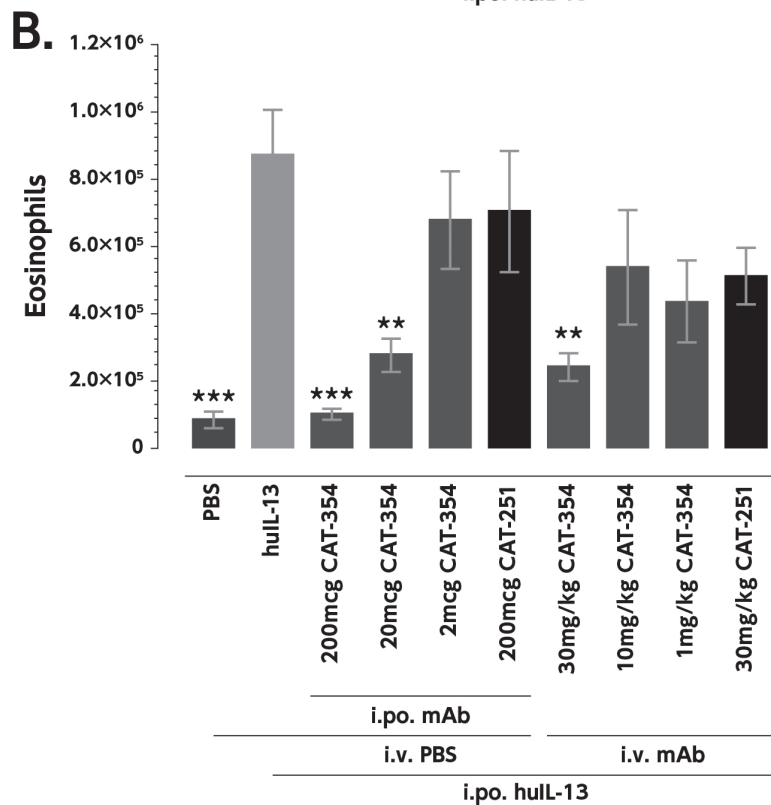 B.
1.2×10⁶
1.0×10⁶
8.0×10⁵
6.0×10⁵
4.0×10⁵
2.0×10⁵
0
Eosinophils
***
***
**
**
PBS
huIL-13
200mcg CAT-354
20mcg CAT-354
2mcg CAT-354
200mcg CAT-251
30mg/kg CAT-354
10mg/kg CAT-354
1mg/kg CAT-354
30mg/kg CAT-251
i.po. mAb
i.v. PBS
i.v. mAb
i.po. huIL-13